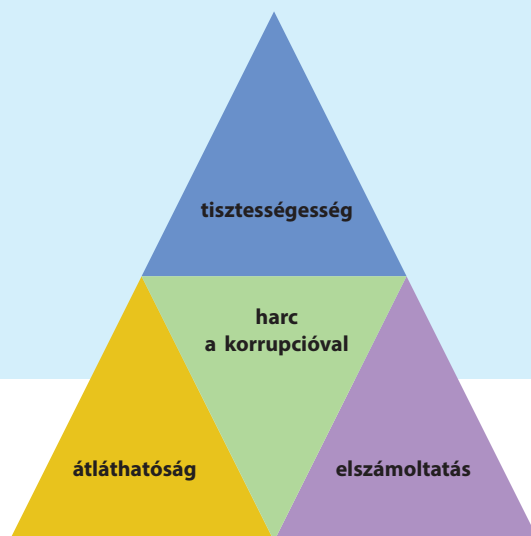 tisztességesség
harc
a korrupcióval
átláthatóság
elszámoltatás